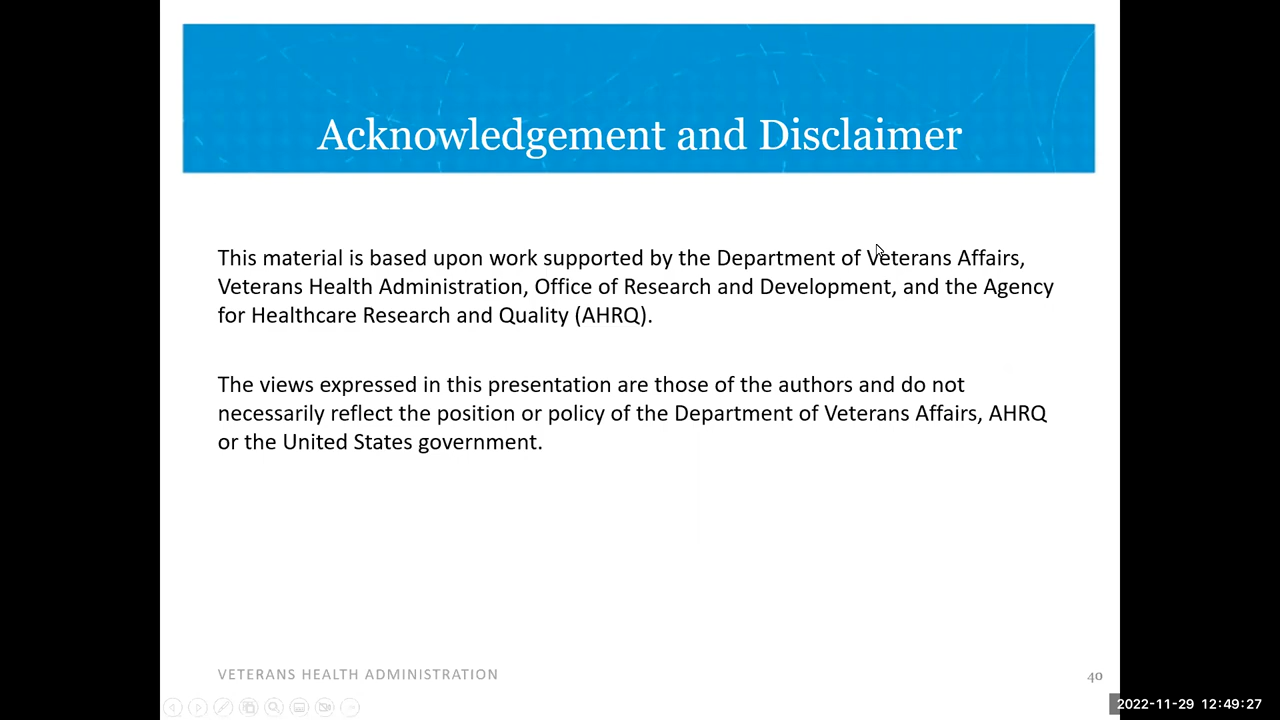 Acknowledgement and Disclaimer
This material is based upon work supported by the Department of Veterans Affairs,
Veterans Health Administration, Office of Research and Development, and the Agency
for Healthcare Research and Quality (AHRQ).
The views expressed in this presentation are those of the authors and do not
necessarily reflect the position or policy of the Department of Veterans Affairs, AHRQ
or the United States government.
VETERANS HEALTH ADMINISTRATION
40
2022-11-29 12:49:27